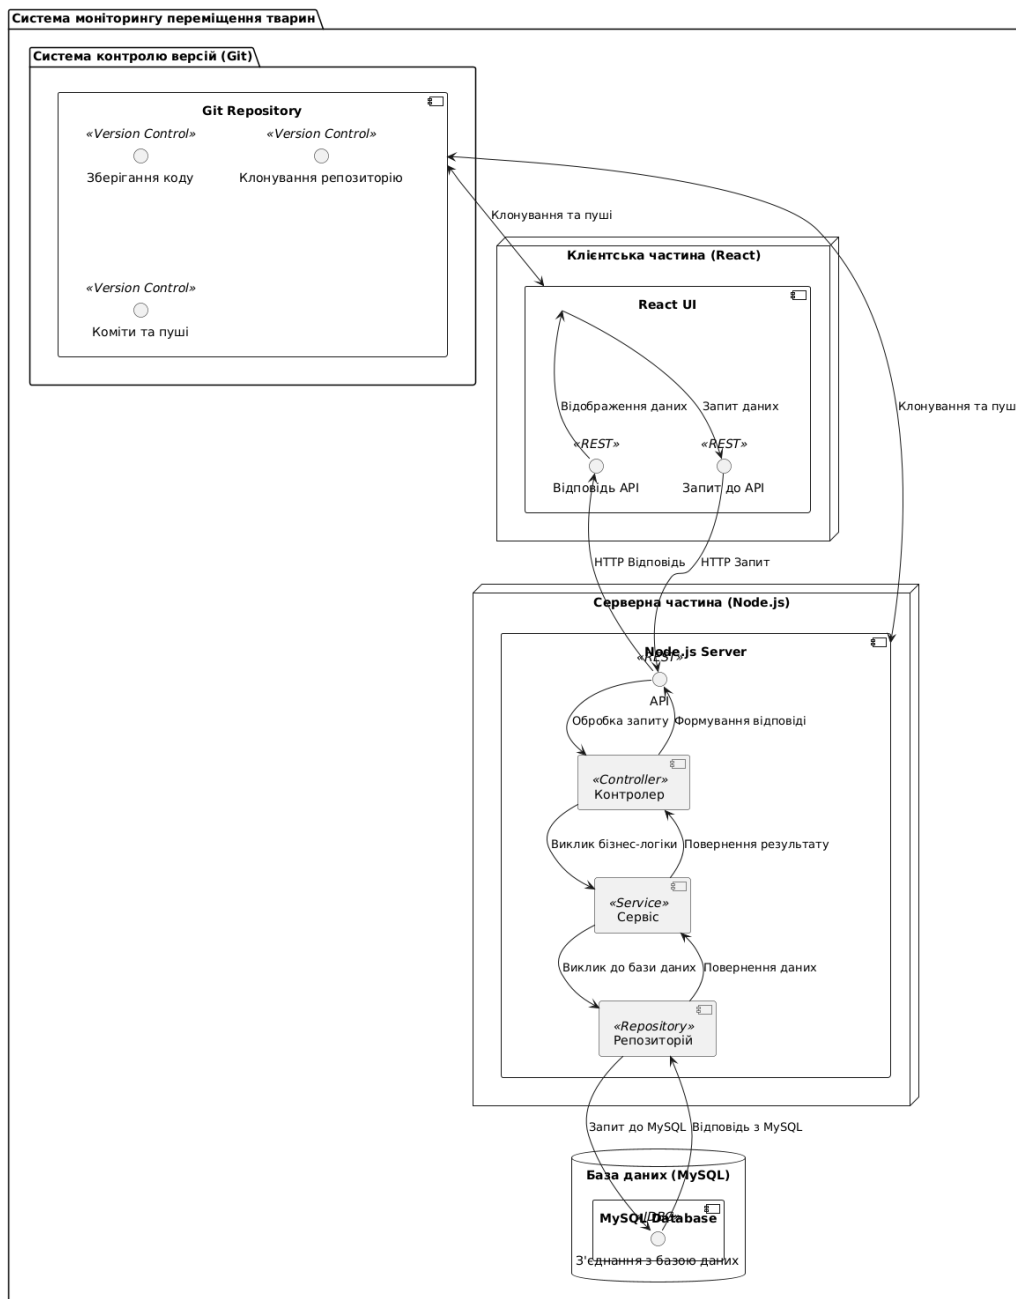 Система моніторингу переміщення тварин
Система контролю версій (Git)
Git Repository
«Version Control»
«Version Control»
Зберігання коду
Клонування репозиторію
«Version Control»
Коміти та пуші
Клонування та пуші
Клієнтська частина (React)
React UI
Відображення даних
Запит даних
Клонування та пуш
«REST»
«REST»
Відповідь API
Запит до API
HTTP Відповідь
HTTP Запит
Серверна частина (Node.js)
Node.js Server
«REST»
API
Обробка запиту
Формування відповіді
«Controller»
Контролер
Виклик бізнес-логіки
Повернення результату
«Service»
Сервіс
Виклик до бази даних
Повернення даних
«Repository»
Репозиторій
Запит до MySQL
Відповідь з MySQL
База даних (MySQL)
MySQL Database
«JDBC»
З'єднання з базою даних